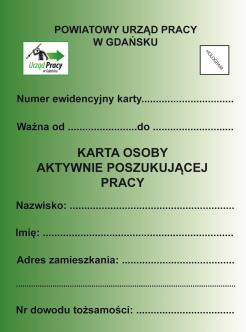 POWIATOWY URZĄD PRACY
W GDAŃSKU
Urząd Pracy
w Gdańsku
HOLOGRAM
Numer ewidencyjny karty................................
Ważna od ........................do ............................
KARTA OSOBY
AKTYWNIE POSZUKUJĄCEJ
PRACY
Nazwisko: .........................................................
Imię: ..................................................................
Adres zamieszkania: .......................................
............................................................................
Nr dowodu tożsamości: ..................................